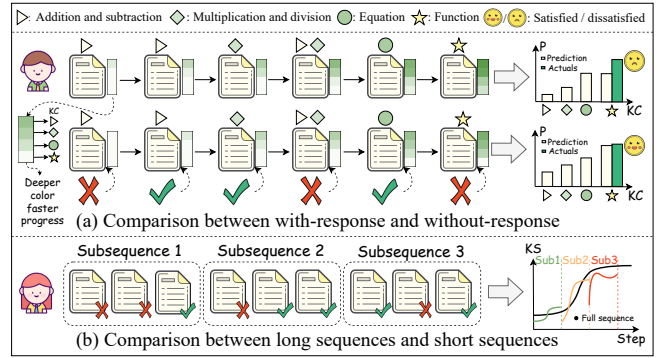 : Addition and subtraction : Multiplication and division : Equation : Function / : Satisfied / dissatisfied
P
Prediction
Actuals
KC
KC
Deeper
color
faster
progress
P
Prediction
Actuals
KC
(a) Comparison between with-response and without-response
Subsequence 1 Subsequence 2 Subsequence 3
KS
Sub1 Sub2 Sub3
Full sequence
Step
(b) Comparison between long sequences and short sequences